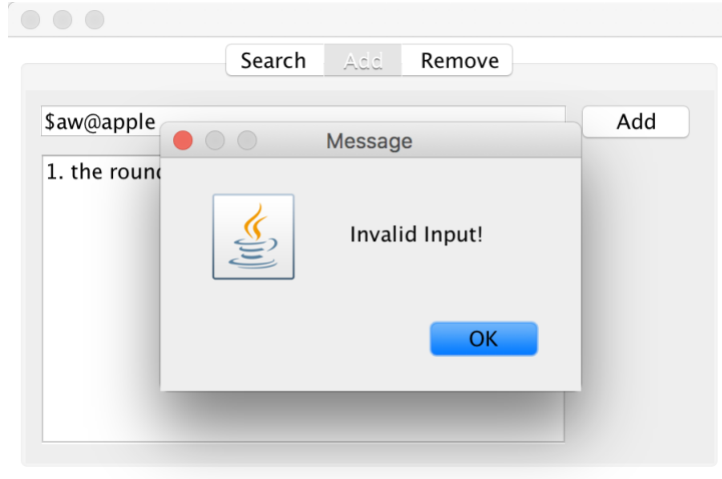 Search Add Remove
$aw@apple Add
Message
1. the round
Invalid Input!
OK